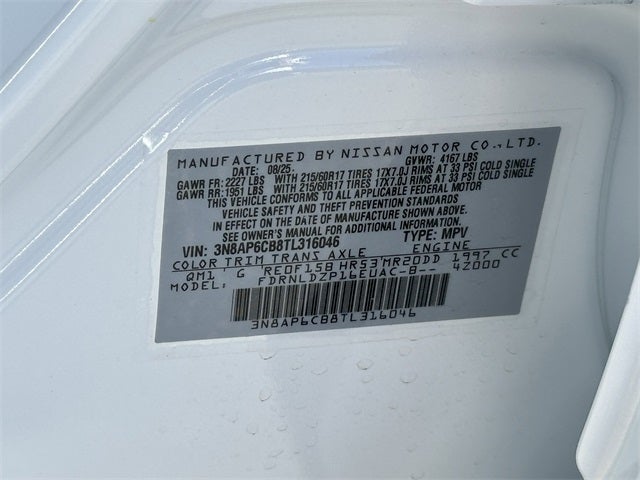 MANUFACTURED BY NISSAN MOTOR CO.,LTD.
DATE: 08/25 GVWR: 4167 LBS
GAWR FR: 2227 LBS WITH 215/60R17 TIRES 17X7.0J RIMS AT 33 PSI COLD SINGLE
GAWR RR: 1951 LBS WITH 215/60R17 TIRES 17X7.0J RIMS AT 33 PSI COLD SINGLE
THIS VEHICLE CONFORMS TO ALL APPLICABLE FEDERAL MOTOR
VEHICLE SAFETY AND THEFT PREVENTION STANDARDS
IN EFFECT ON THE DATE OF MANUFACTURE SHOWN ABOVE.
SEE OWNER'S MANUAL FOR ADDITIONAL INFORMATION.
VIN: 3N8AP6CB8TL316046 TYPE: MPV
COLOR TRIM TRANS AXLE ENGINE
QM1' G RE0F15B HR53'MR20DD 1997 CC
MODEL: FDRNLDZP16EUAC-B-- 4Z000
3N8AP6CB8TL316046